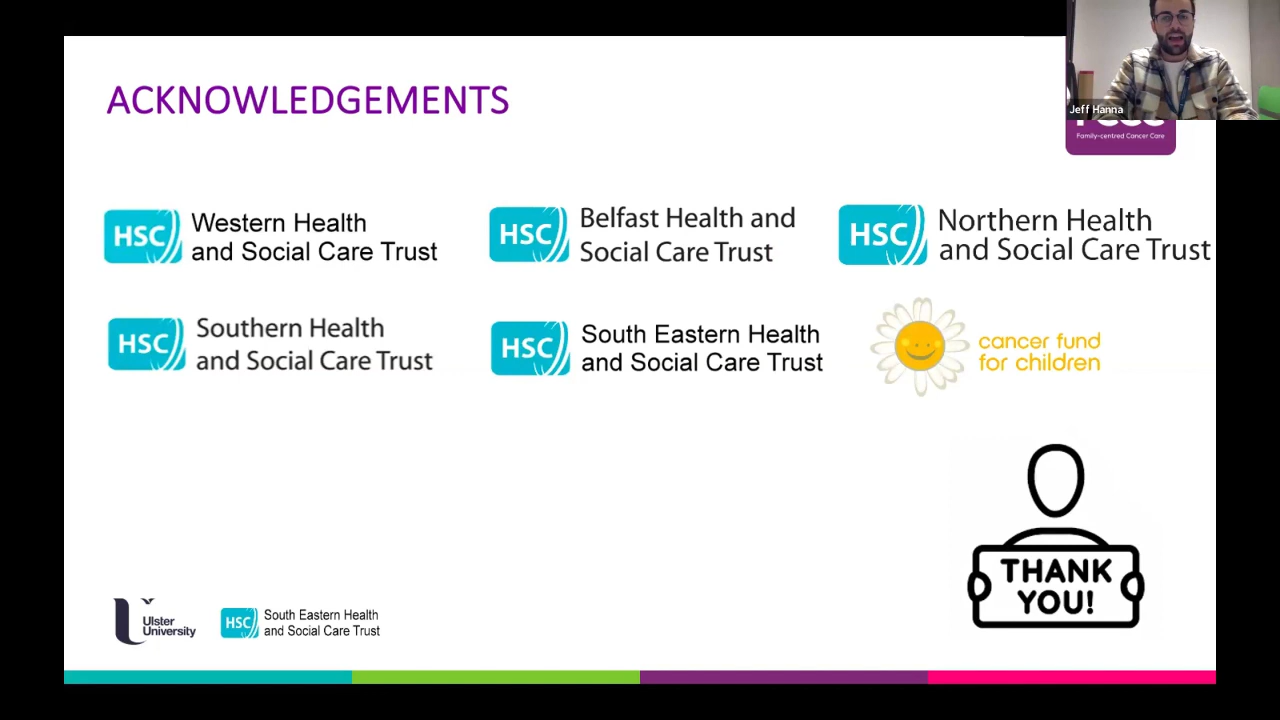 ACKNOWLEDGEMENTS
Jeff Hanna
Family-centred Cancer Care
HSC
Western Health
and Social Care Trust
HSC
Belfast Health and
Social Care Trust
HSC
Northern Health
and Social Care Trust
HSC
Southern Health
and Social Care Trust
HSC
South Eastern Health
and Social Care Trust
cancer fund
for children
THANK
YOU!
Ulster
University
HSC
South Eastern Health
and Social Care Trust